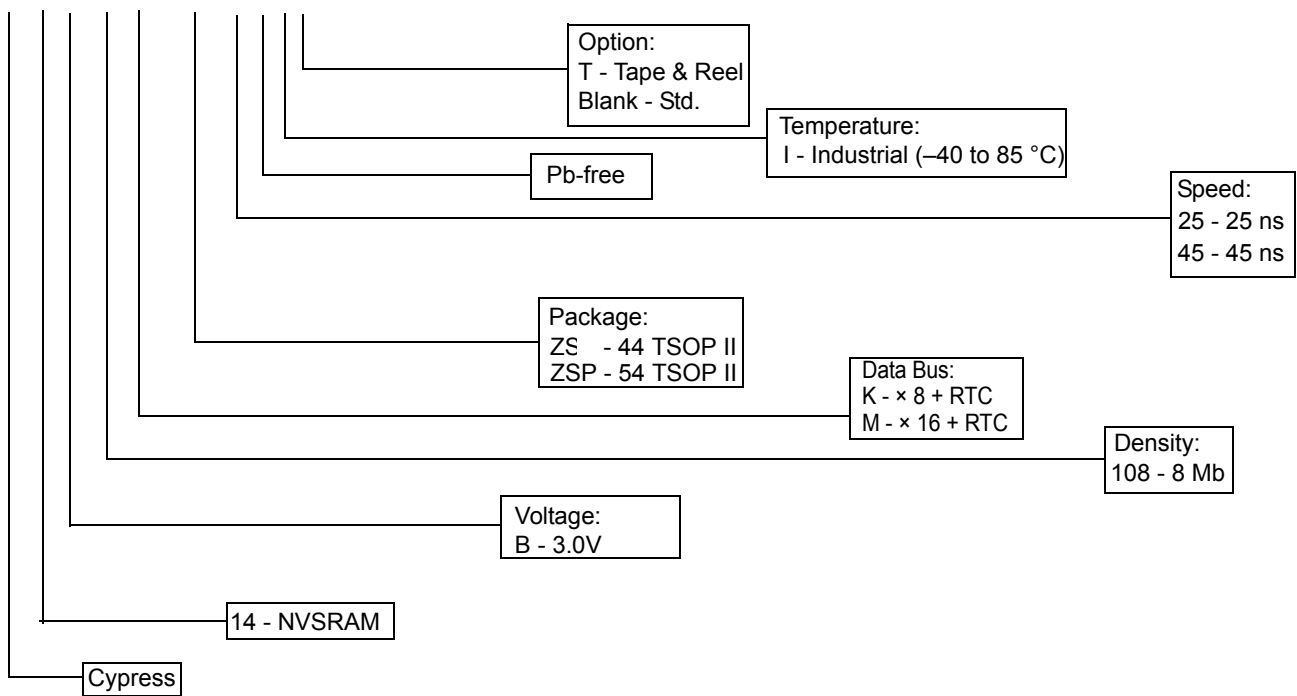 Option:
T - Tape & Reel
Blank - Std.
Temperature:
I - Industrial (–40 to 85 °C)
Pb-free
Speed:
25 - 25 ns
45 - 45 ns
Package:
ZS - 44 TSOP II
ZSP - 54 TSOP II
Data Bus:
K - × 8 + RTC
M - × 16 + RTC
Density:
108 - 8 Mb
Voltage:
B - 3.0V
14 - NVSRAM
Cypress